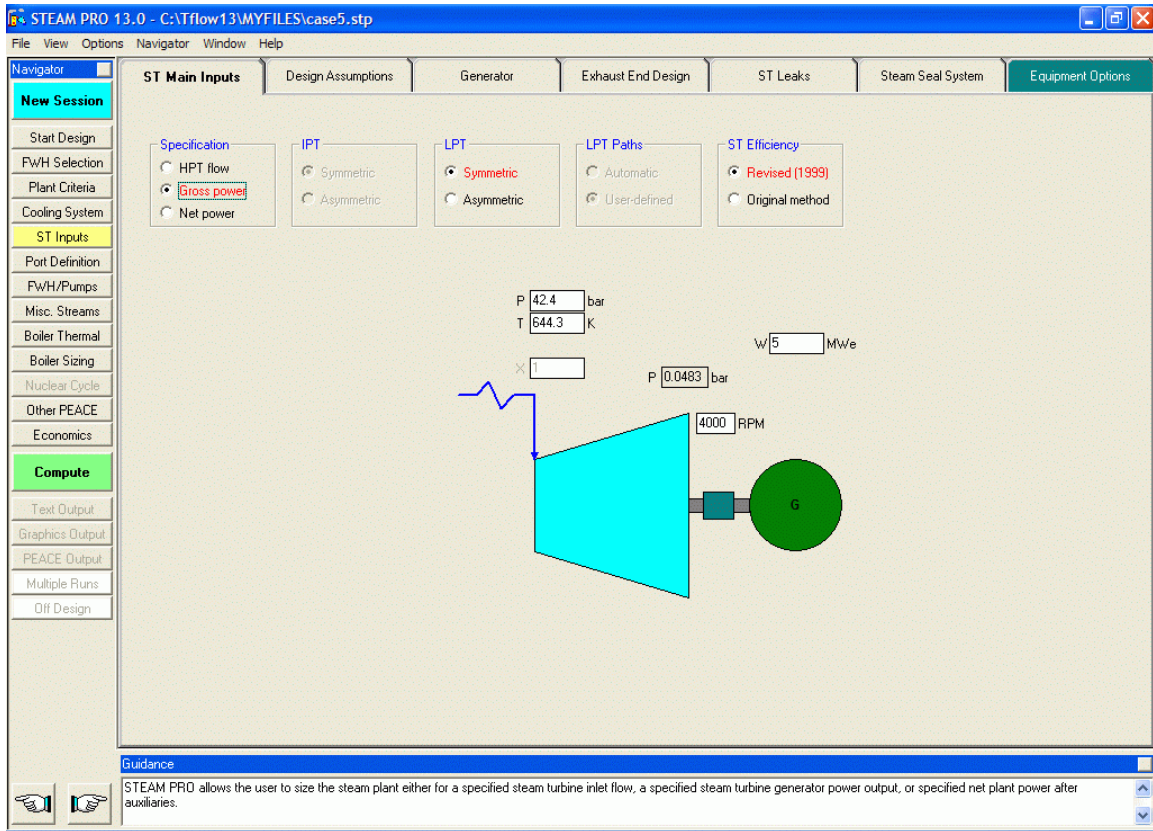 STEAM PRO 13.0 - C:\Tflow13\MYFILES\case5.stp
File View Options Navigator Window Help
Navigator
New Session
Start Design
FWH Selection
Plant Criteria
Cooling System
ST Inputs
Port Definition
FWH/Pumps
Misc. Streams
Boiler Thermal
Boiler Sizing
Nuclear Cycle
Other PEACE
Economics
Compute
Text Output
Graphics Output
PEACE Output
Multiple Runs
Off Design
ST Main Inputs Design Assumptions Generator Exhaust End Design ST Leaks Steam Seal System Equipment Options
Specification
HPT flow
Gross power
Net power
IPT
Symmetric
Asymmetric
LPT
Symmetric
Asymmetric
LPT Paths
Automatic
User-defined
ST Efficiency
Revised (1999)
Original method
P 42.4 bar
T 644.3 K
W 5 MWe
X 1
P 0.0483 bar
4000 RPM
G
Guidance
STEAM PRO allows the user to size the steam plant either for a specified steam turbine inlet flow, a specified steam turbine generator power output, or specified net plant power after
auxiliaries.